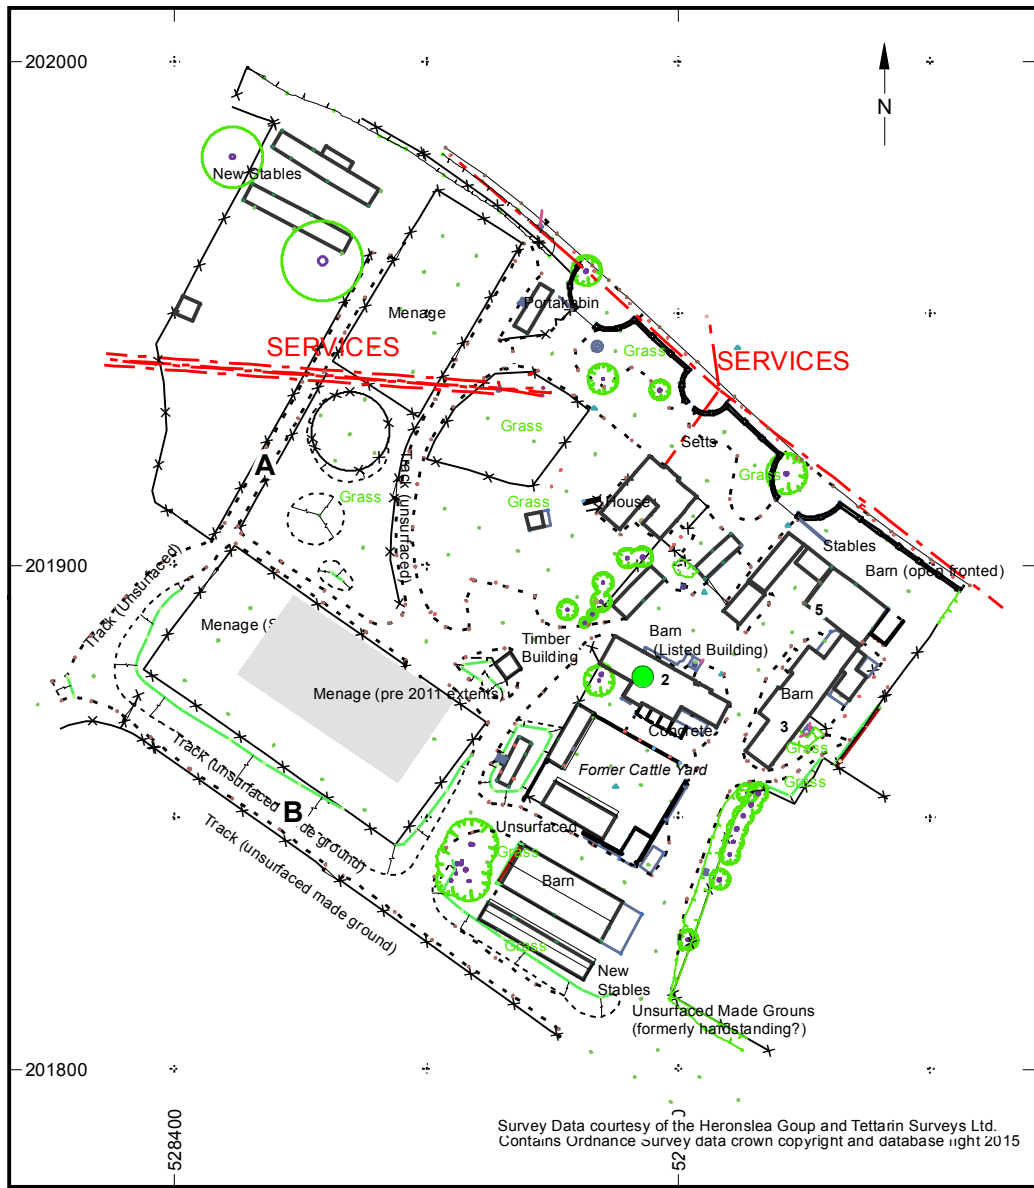 202000
N
New Stables
Portakabin
Menage
SERVICES
Grass
SERVICES
Grass
Setts
A
Track (unsurfaced)
Grass
Grass
House
Grass
Stables
Barn (open fronted)
201900
Track (Unsurfaced)
5
Menage
Timber
Building
Barn
(Listed Building)
2
Menage (pre 2011 extents)
Barn
3
Concrete
Grass
Fomer Cattle Yard
Grass
Track (unsurfaced
ground)
B
Track (unsurfaced made ground)
Unsurfaced
Grass
Barn
Grass
New
Stables
Unsurfaced Made Grouns
(formerly hardstanding?)
201800
528400
Survey Data courtesy of the Heronslea Goup and Tettarin Surveys Ltd.
Contains Ordnance Survey data crown copyright and database right 2015